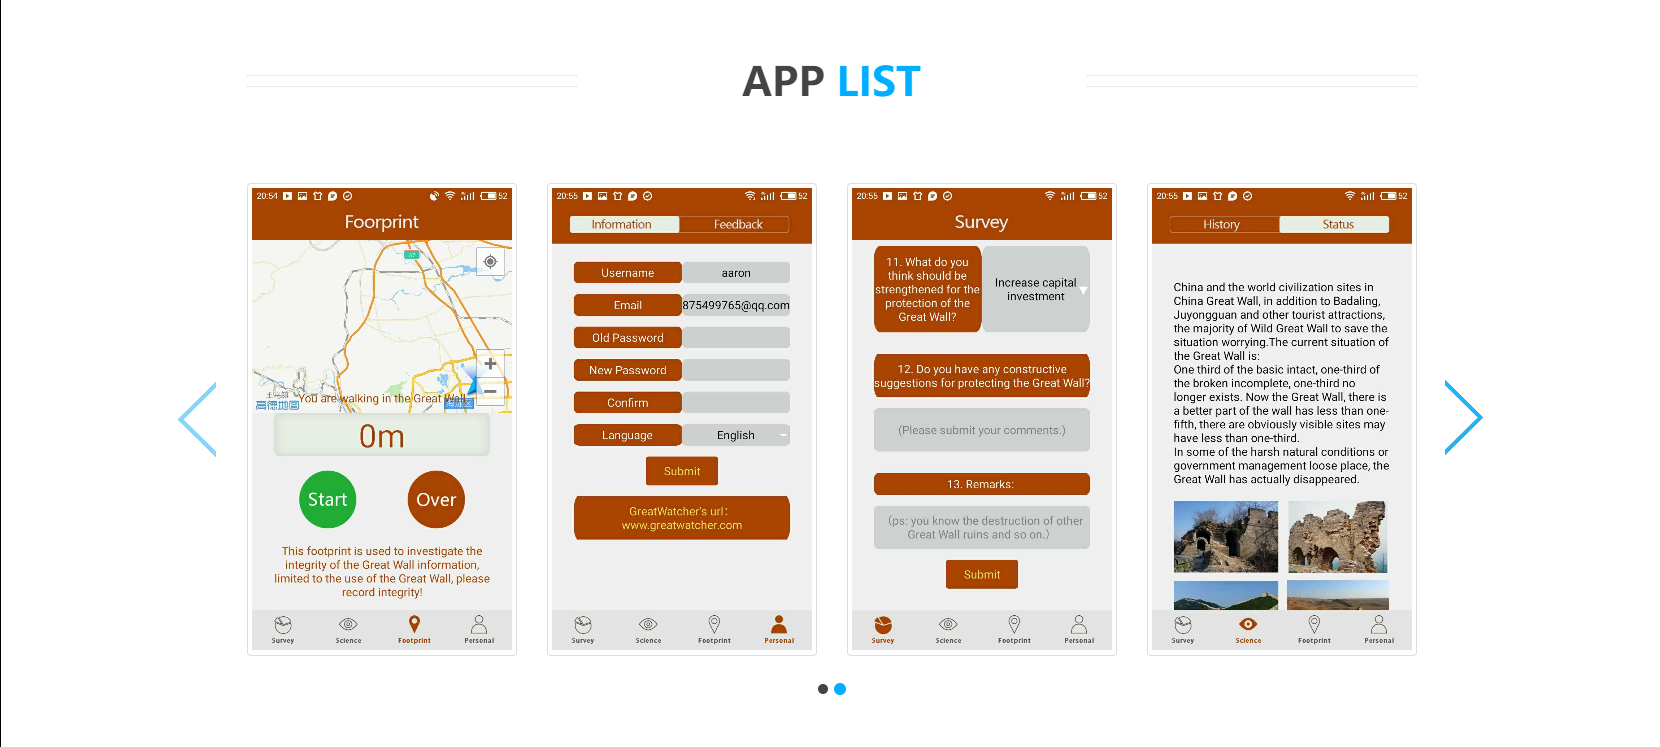 APP LIST
20:54
52
Foorprint
A7
You are walking in the Great Wall.
高德地图
0m
Start
Over
This footprint is used to investigate the
integrity of the Great Wall information,
limited to the use of the Great Wall, please
record integrity!
Survey
Science
Footprint
Personal
20:55
52
Information
Feedback
Username
aaron
Email
875499765@qq.com
Old Password
New Password
Confirm
Language
English
Submit
GreatWatcher's url:
www.greatwatcher.com
Survey
Science
Footprint
Personal
20:55
52
Survey
11. What do you
think should be
strengthened for the
protection of the
Great Wall?
Increase capital
investment
12. Do you have any constructive
suggestions for protecting the Great Wall?
(Please submit your comments.)
13. Remarks:
(ps: you know the destruction of other
Great Wall ruins and so on.)
Submit
Survey
Science
Footprint
Personal
20:55
52
History
Status
China and the world civilization sites in
China Great Wall, in addition to Badaling,
Juyongguan and other tourist attractions,
the majority of Wild Great Wall to save the
situation worrying.The current situation of
the Great Wall is:
One third of the basic intact, one-third of
the broken incomplete, one-third no
longer exists. Now the Great Wall, there is
a better part of the wall has less than one-
fifth, there are obviously visible sites may
have less than one-third.
In some of the harsh natural conditions or
government management loose place, the
Great Wall has actually disappeared.
Survey
Science
Footprint
Personal